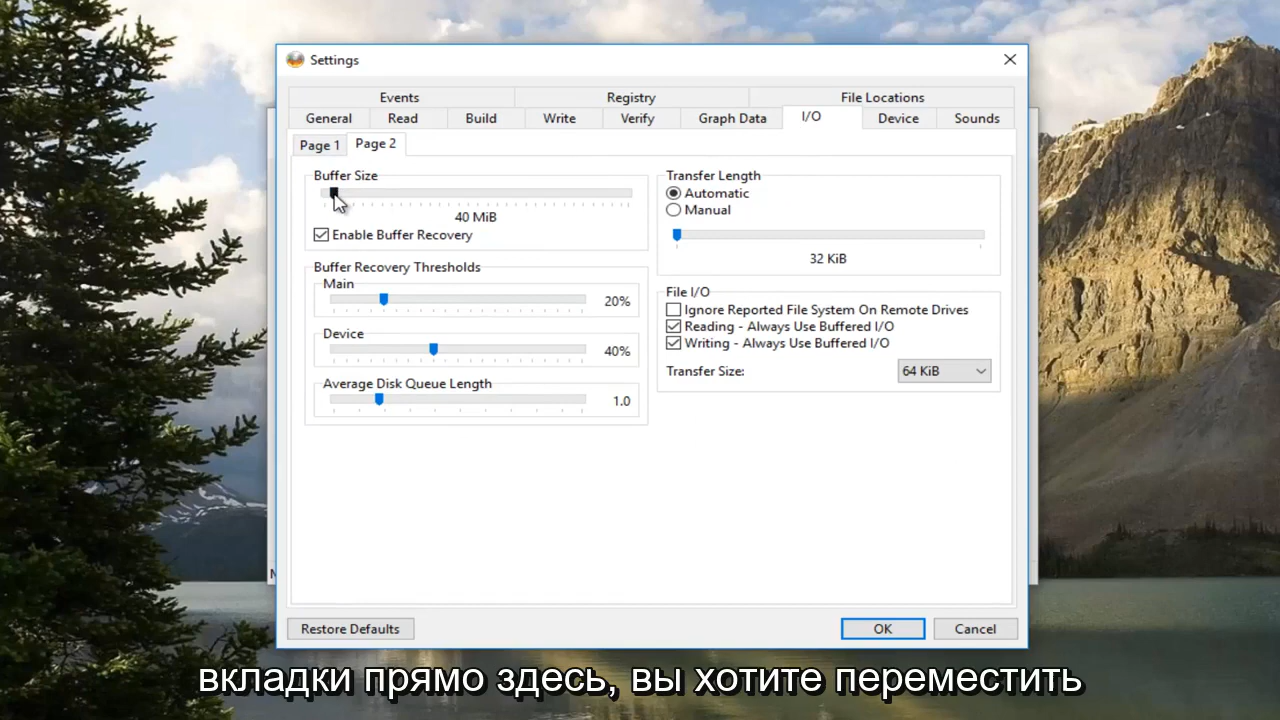 Settings
Events Registry File Locations
General Read Build Write Verify Graph Data I/O Device Sounds
Page 1 Page 2
Buffer Size
40 MiB
Enable Buffer Recovery
Buffer Recovery Thresholds
Main
20%
Device
40%
Average Disk Queue Length
1.0
Transfer Length
Automatic
Manual
32 KiB
File I/O
Ignore Reported File System On Remote Drives
Reading - Always Use Buffered I/O
Writing - Always Use Buffered I/O
Transfer Size: 64 KiB
Restore Defaults OK Cancel
вкладки прямо здесь, вы хотите переместить